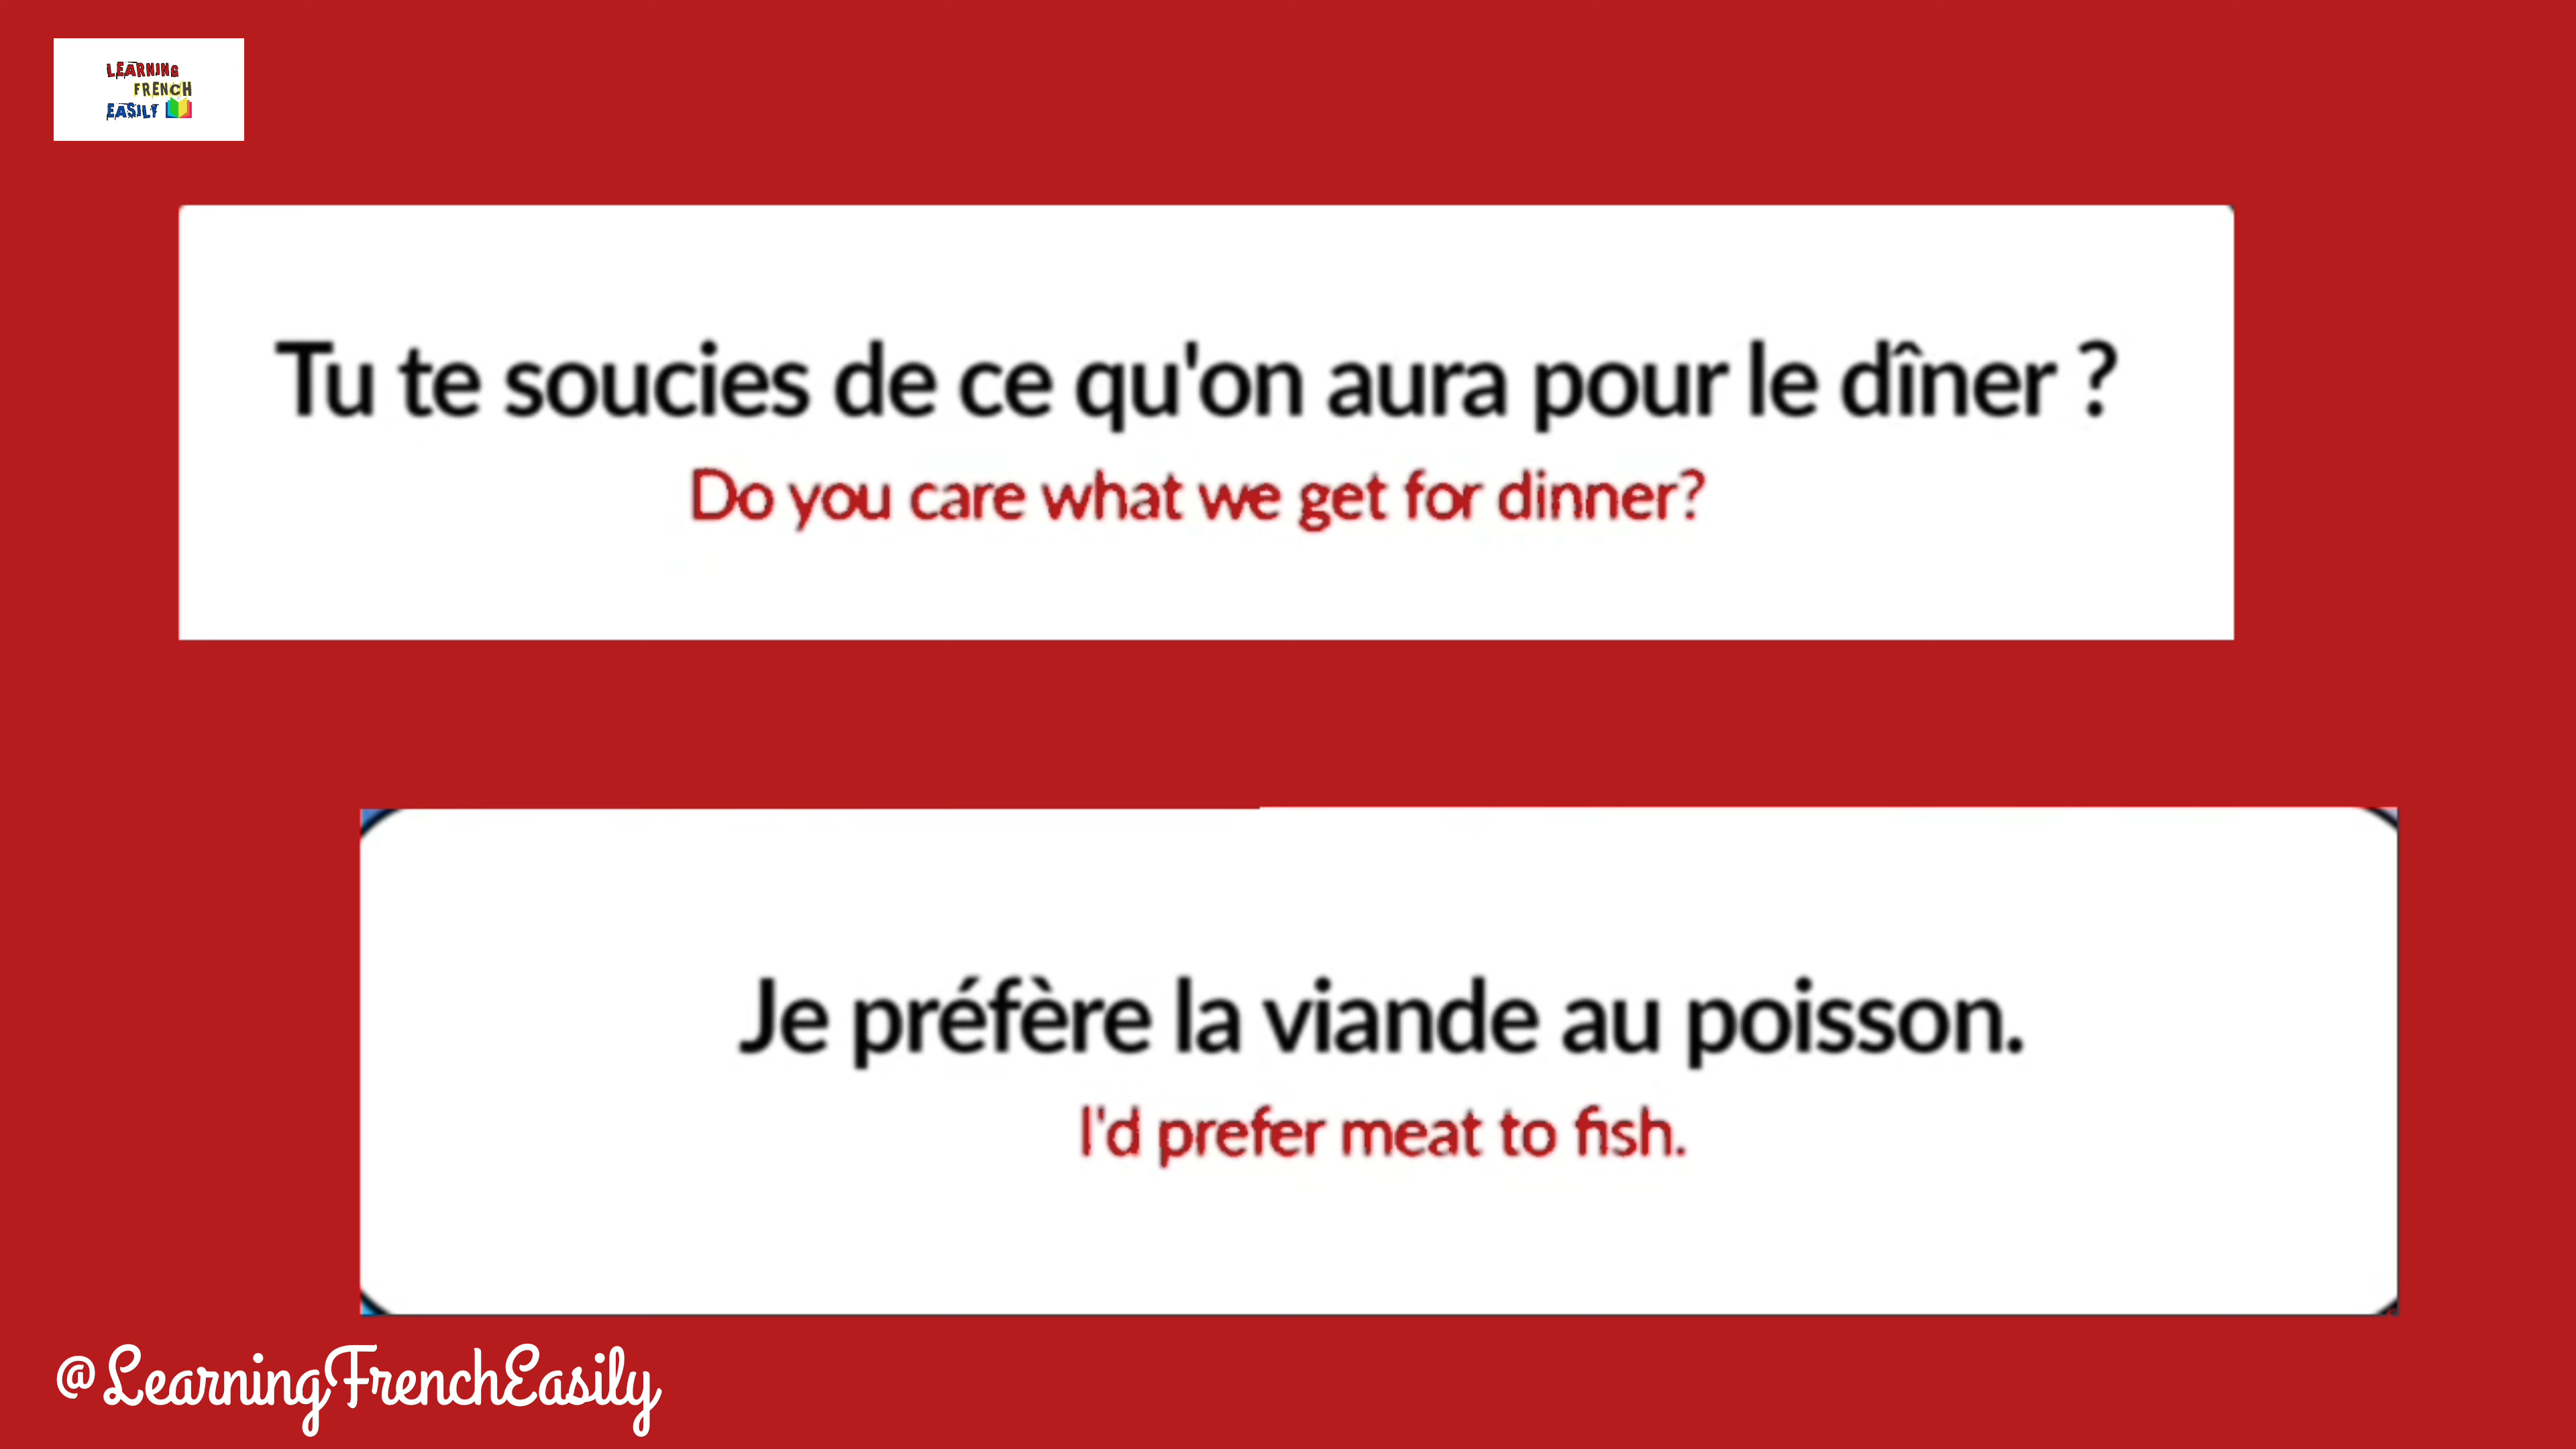 LEARNING
FRENCH
EASILY
Tu te soucies de ce qu'on aura pour le dîner ?
Do you care what we get for dinner?
Je préfère la viande au poisson.
I'd prefer meat to fish.
@LearningFrenchEasily